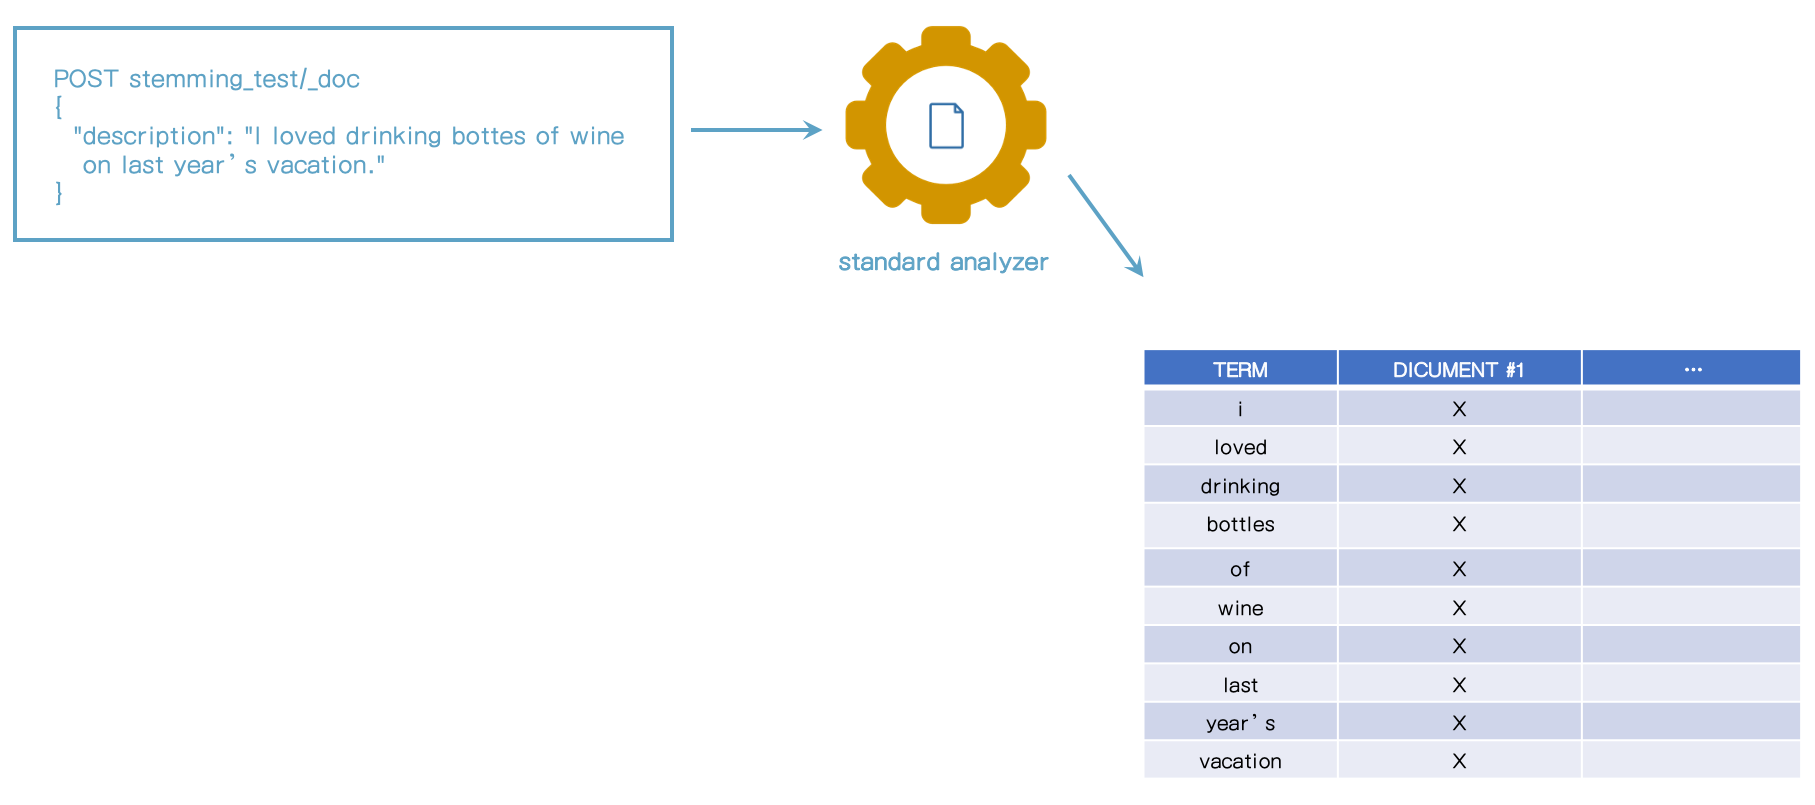 POST stemming_test/_doc
{
"description": "I loved drinking bottes of wine
on last year’s vacation."
}
standard analyzer
TERM DICUMENT #1 ...
i X
loved X
drinking X
bottles X
of X
wine X
on X
last X
year’s X
vacation X